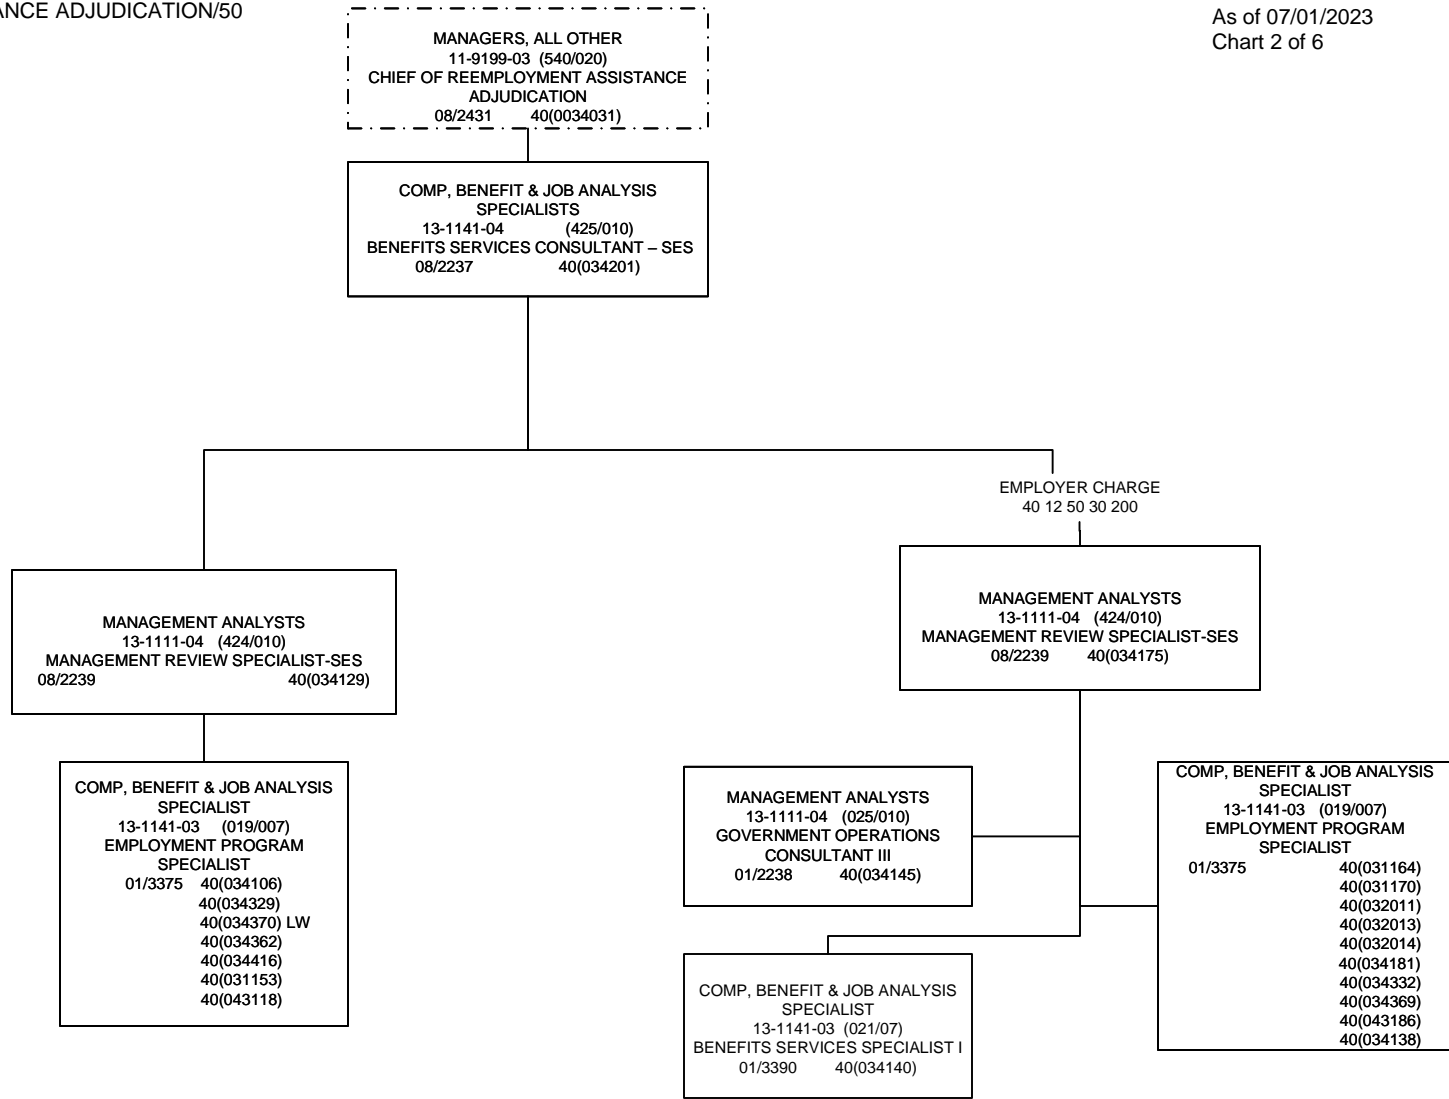 ANCE ADJUDICATION/50
As of 07/01/2023
Chart 2 of 6
MANAGERS, ALL OTHER
11-9199-03 (540/020)
CHIEF OF REEMPLOYMENT ASSISTANCE
ADJUDICATION
08/2431 40(0034031)
COMP, BENEFIT & JOB ANALYSIS
SPECIALISTS
13-1141-04 (425/010)
BENEFITS SERVICES CONSULTANT – SES
08/2237 40(034201)
EMPLOYER CHARGE
40 12 50 30 200
MANAGEMENT ANALYSTS
13-1111-04 (424/010)
MANAGEMENT REVIEW SPECIALIST-SES
08/2239 40(034129)
MANAGEMENT ANALYSTS
13-1111-04 (424/010)
MANAGEMENT REVIEW SPECIALIST-SES
08/2239 40(034175)
COMP, BENEFIT & JOB ANALYSIS
SPECIALIST
13-1141-03 (019/007)
EMPLOYMENT PROGRAM
SPECIALIST
01/3375 40(034106)
40(034329)
40(034370) LW
40(034362)
40(034416)
40(031153)
40(043118)
MANAGEMENT ANALYSTS
13-1111-04 (025/010)
GOVERNMENT OPERATIONS
CONSULTANT III
01/2238 40(034145)
COMP, BENEFIT & JOB ANALYSIS
SPECIALIST
13-1141-03 (021/07)
BENEFITS SERVICES SPECIALIST I
01/3390 40(034140)
COMP, BENEFIT & JOB ANALYSIS
SPECIALIST
13-1141-03 (019/007)
EMPLOYMENT PROGRAM
SPECIALIST
01/3375 40(031164)
40(031170)
40(032011)
40(032013)
40(032014)
40(034181)
40(034332)
40(034369)
40(043186)
40(034138)